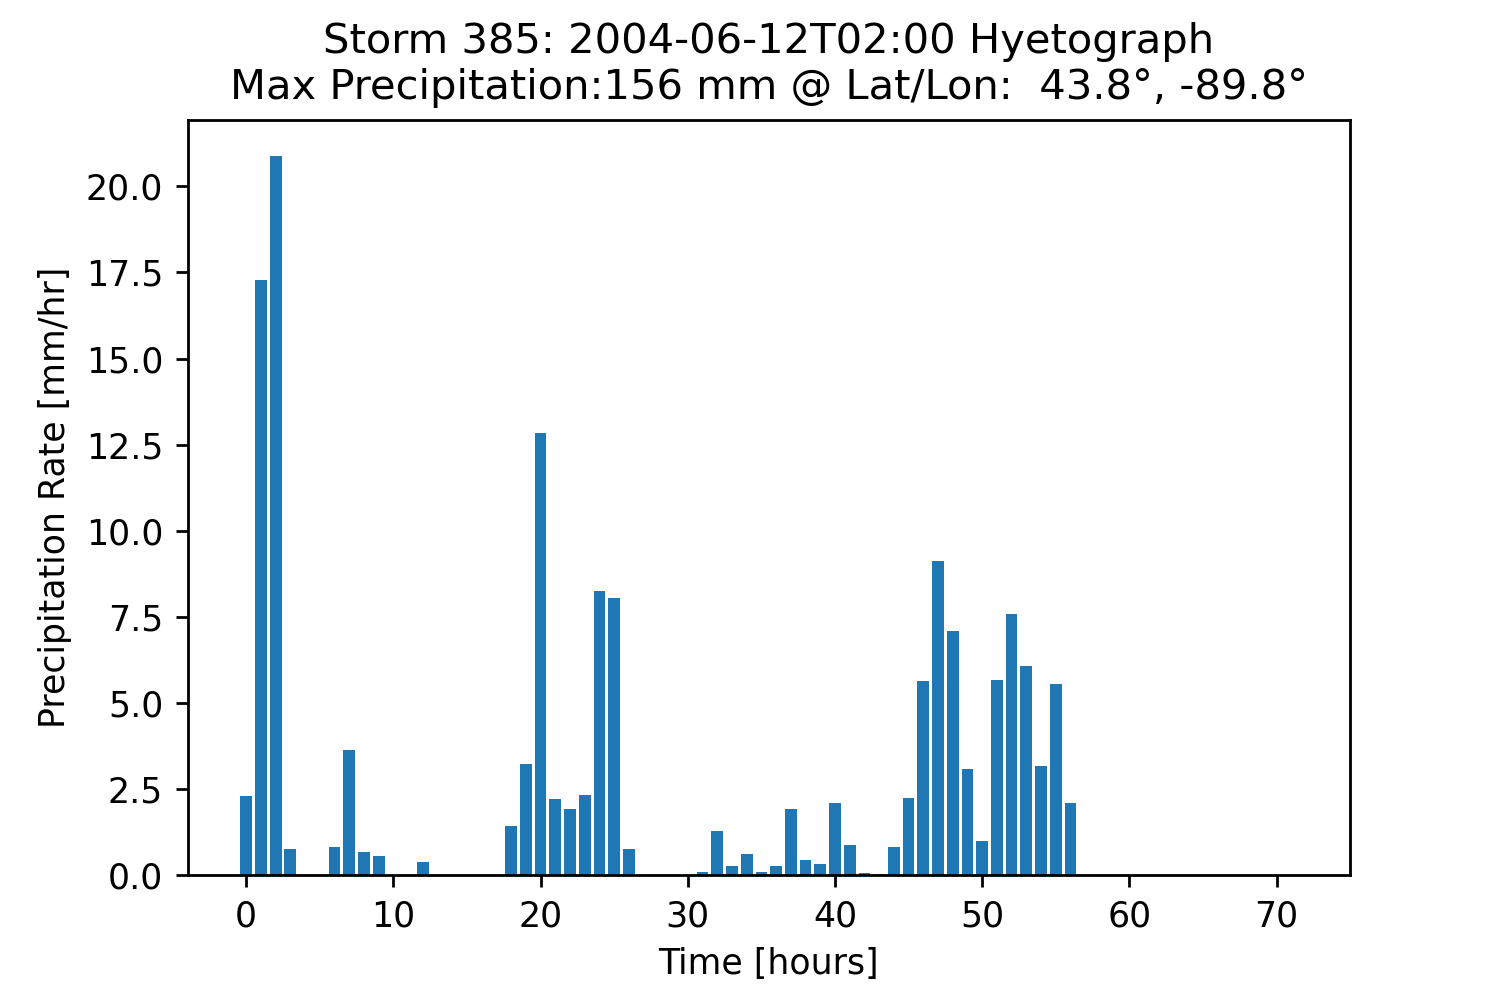 Storm 385: 2004-06-12T02:00 Hyetograph
Max Precipitation:156 mm @ Lat/Lon:  43.8°, -89.8°
Precipitation Rate [mm/hr]
20.0
17.5
15.0
12.5
10.0
7.5
5.0
2.5
0.0
0 10 20 30 40 50 60 70
Time [hours]